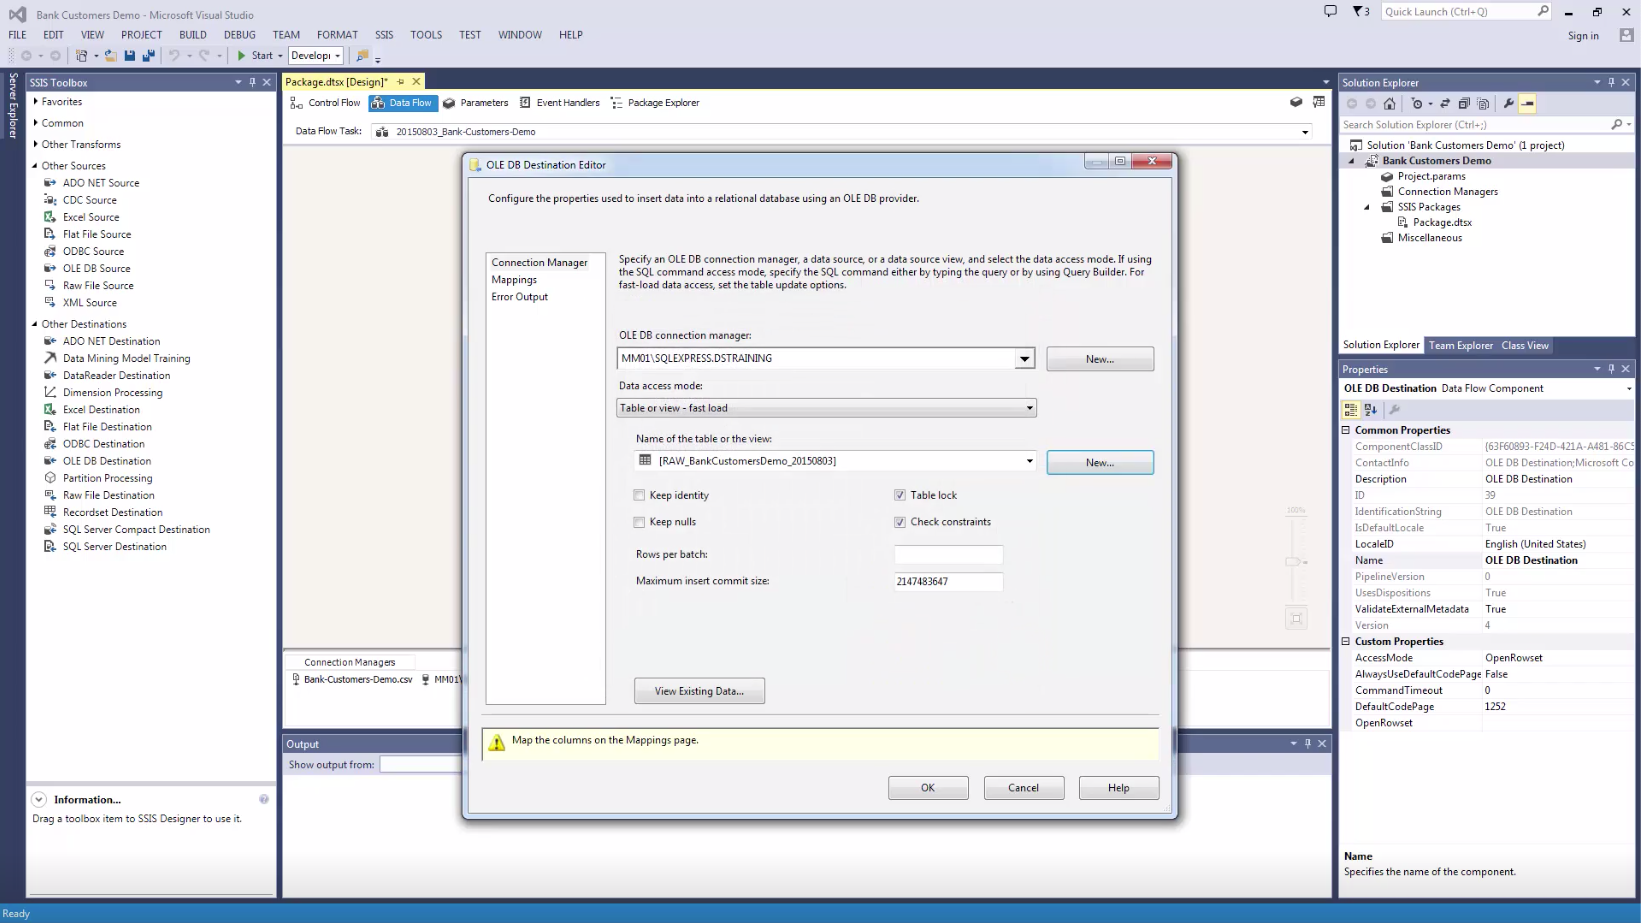 Bank Customers Demo - Microsoft Visual Studio
3
Quick Launch (Ctrl+Q)
FILE EDIT VIEW PROJECT BUILD DEBUG TEAM FORMAT SSIS TOOLS TEST WINDOW HELP
Sign in
Start
Developi
Server Explorer
SSIS Toolbox
Favorites
Common
Other Transforms
Other Sources
ADO NET Source
CDC Source
Excel Source
Flat File Source
ODBC Source
OLE DB Source
Raw File Source
XML Source
Other Destinations
ADO NET Destination
Data Mining Model Training
DataReader Destination
Dimension Processing
Excel Destination
Flat File Destination
ODBC Destination
OLE DB Destination
Partition Processing
Raw File Destination
Recordset Destination
SQL Server Compact Destination
SQL Server Destination
Information...
Drag a toolbox item to SSIS Designer to use it.
Package.dtsx [Design]*
Control Flow Data Flow Parameters Event Handlers Package Explorer
Data Flow Task: 20150803_Bank-Customers-Demo
OLE DB Destination Editor
Configure the properties used to insert data into a relational database using an OLE DB provider.
Connection Manager
Mappings
Error Output
Specify an OLE DB connection manager, a data source, or a data source view, and select the data access mode. If using
the SQL command access mode, specify the SQL command either by typing the query or by using Query Builder. For
fast-load data access, set the table update options.
OLE DB connection manager:
MM01\SQLEXPRESS.DSTRAINING
New...
Data access mode:
Table or view - fast load
Name of the table or the view:
[RAW_BankCustomersDemo_20150803]
New...
Keep identity
Table lock
Keep nulls
Check constraints
Rows per batch:
Maximum insert commit size:
2147483647
View Existing Data...
Map the columns on the Mappings page.
OK
Cancel
Help
100%
Connection Managers
Bank-Customers-Demo.csv
MM01\
Output
Show output from:
Solution Explorer
Search Solution Explorer (Ctrl+;)
Solution 'Bank Customers Demo' (1 project)
Bank Customers Demo
Project.params
Connection Managers
SSIS Packages
Package.dtsx
Miscellaneous
Solution Explorer Team Explorer Class View
Properties
OLE DB Destination Data Flow Component
Common Properties
ComponentClassID {63F60893-F24D-421A-A481-86C5
ContactInfo OLE DB Destination;Microsoft Co
Description OLE DB Destination
ID 39
IdentificationString OLE DB Destination
IsDefaultLocale True
LocaleID English (United States)
Name OLE DB Destination
PipelineVersion 0
UsesDispositions True
ValidateExternalMetadata True
Version 4
Custom Properties
AccessMode OpenRowset
AlwaysUseDefaultCodePage False
CommandTimeout 0
DefaultCodePage 1252
OpenRowset
Name
Specifies the name of the component.
Ready